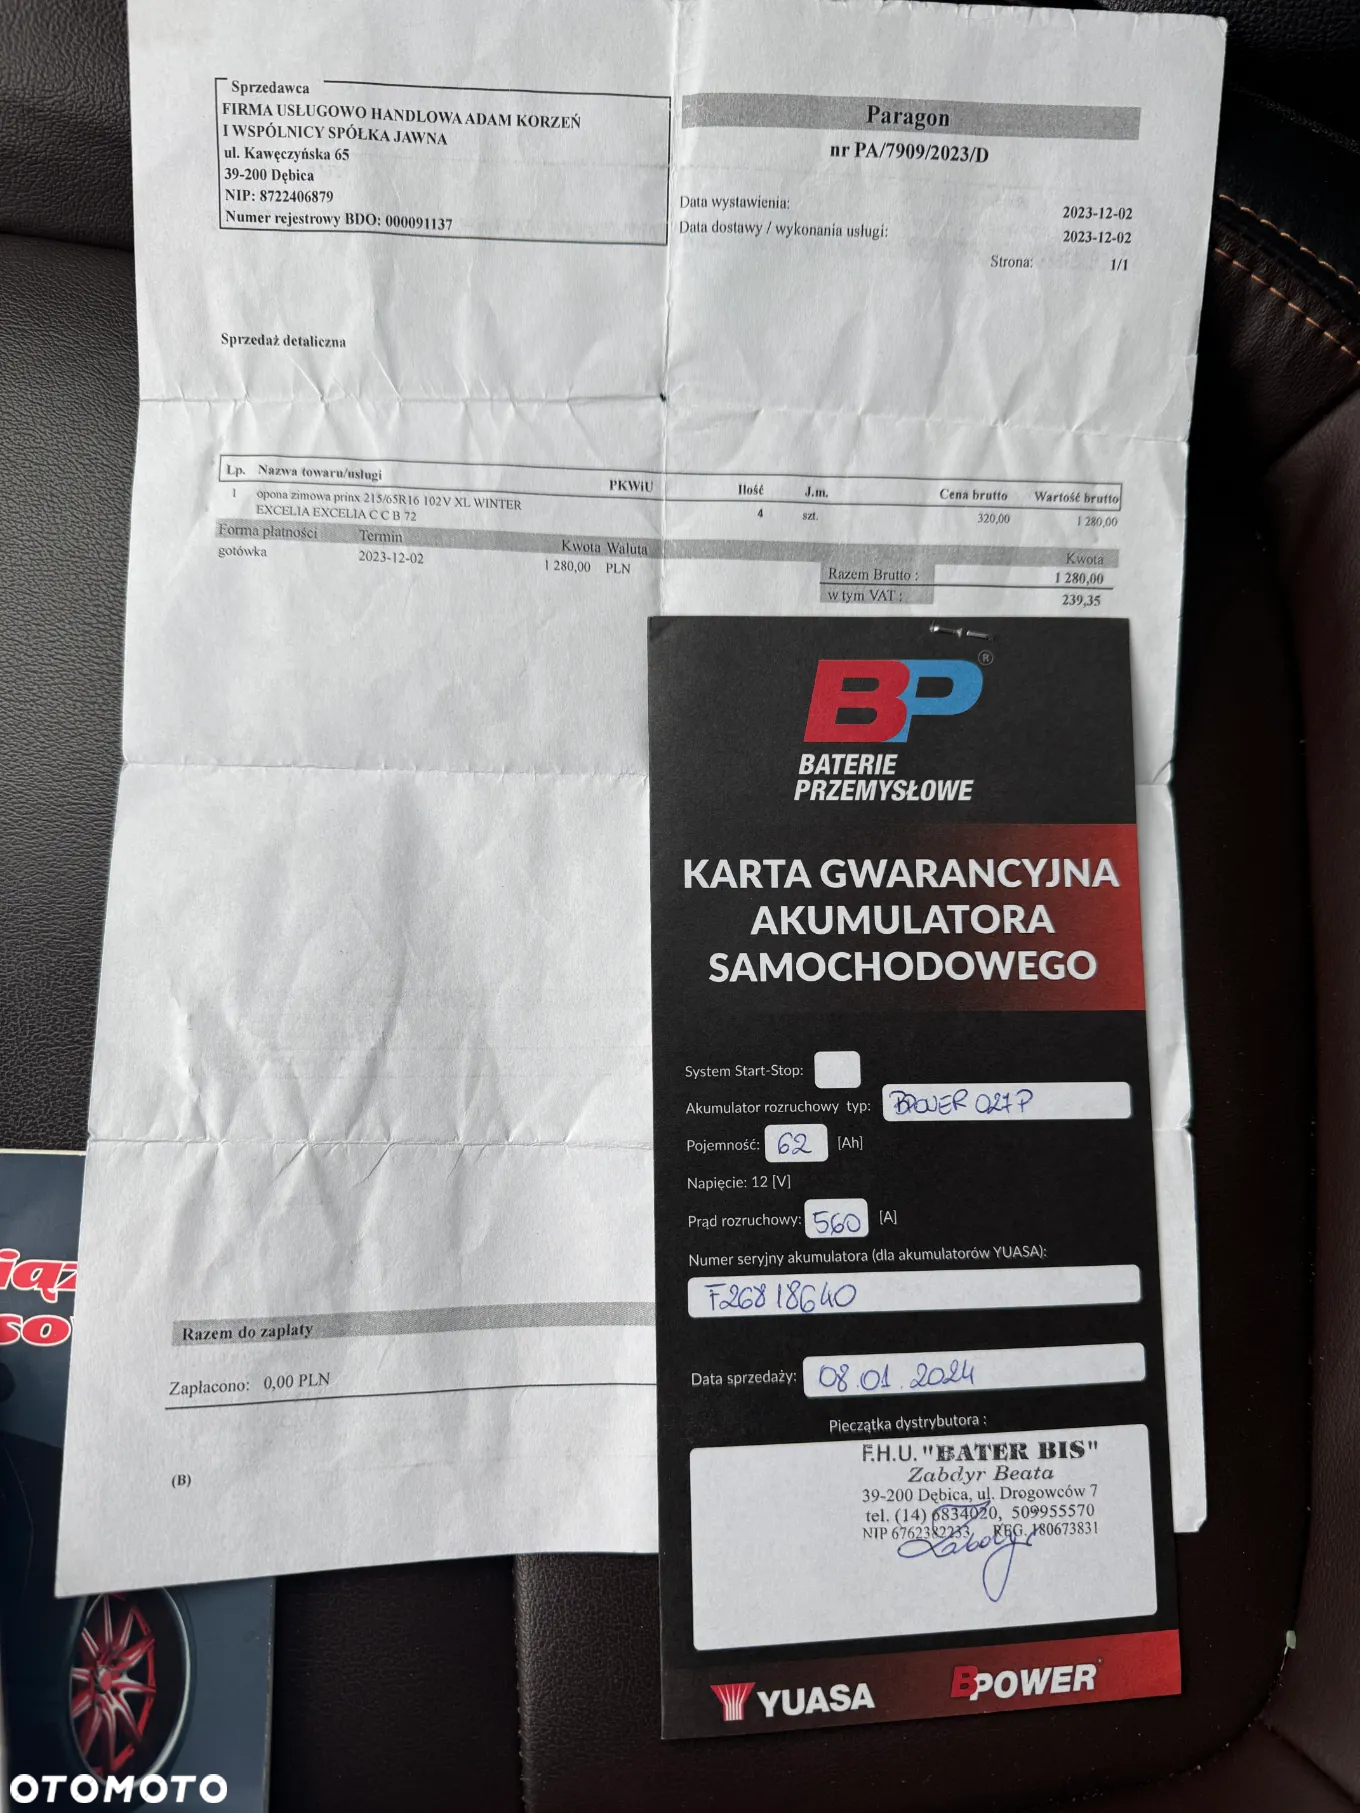 Sprzedawca
FIRMA USŁUGOWO HANDLOWA ADAM KORZEŃ
I WSPÓLNICY SPÓŁKA JAWNA
ul. Kawęczyńska 65
39-200 Dębica
NIP: 8722406879
Numer rejestrowy BDO: 000091137
Paragon
nr PA/7909/2023/D
Data wystawienia: 2023-12-02
Data dostawy / wykonania usługi: 2023-12-02
Strona: 1/1
Sprzedaż detaliczna
Lp. Nazwa towaru/usługi PKWiU Ilość J.m. Cena brutto Wartość brutto
1 opona zimowa prinx 215/65R16 102V XL WINTER 4 szt. 320,00 1 280,00
EXCELIA EXCELIA C C B 72
Forma płatności Termin Kwota Waluta Kwota
gotówka 2023-12-02 1 280,00 PLN
Razem Brutto : 1 280,00
w tym VAT : 239,35
BP ®
BATERIE
PRZEMYSŁOWE
KARTA GWARANCYJNA
AKUMULATORA
SAMOCHODOWEGO
System Start-Stop:
Akumulator rozruchowy typ: BPOWER 027P
Pojemność: 62 [Ah]
Napięcie: 12 [V]
Prąd rozruchowy: 560 [A]
Numer seryjny akumulatora (dla akumulatorów YUASA):
F26818640
Data sprzedaży: 08.01.2024
Pieczątka dystrybutora :
F.H.U. "BATER BIS"
Zabdyr Beata
39-200 Dębica, ul. Drogowców 7
tel. (14) 6834020, 509955570
NIP 6762382233, REG. 180673831
Zabdyr
YUASA BPOWER
Razem do zapłaty
Zapłacono: 0,00 PLN
(B)
OTOMOTO